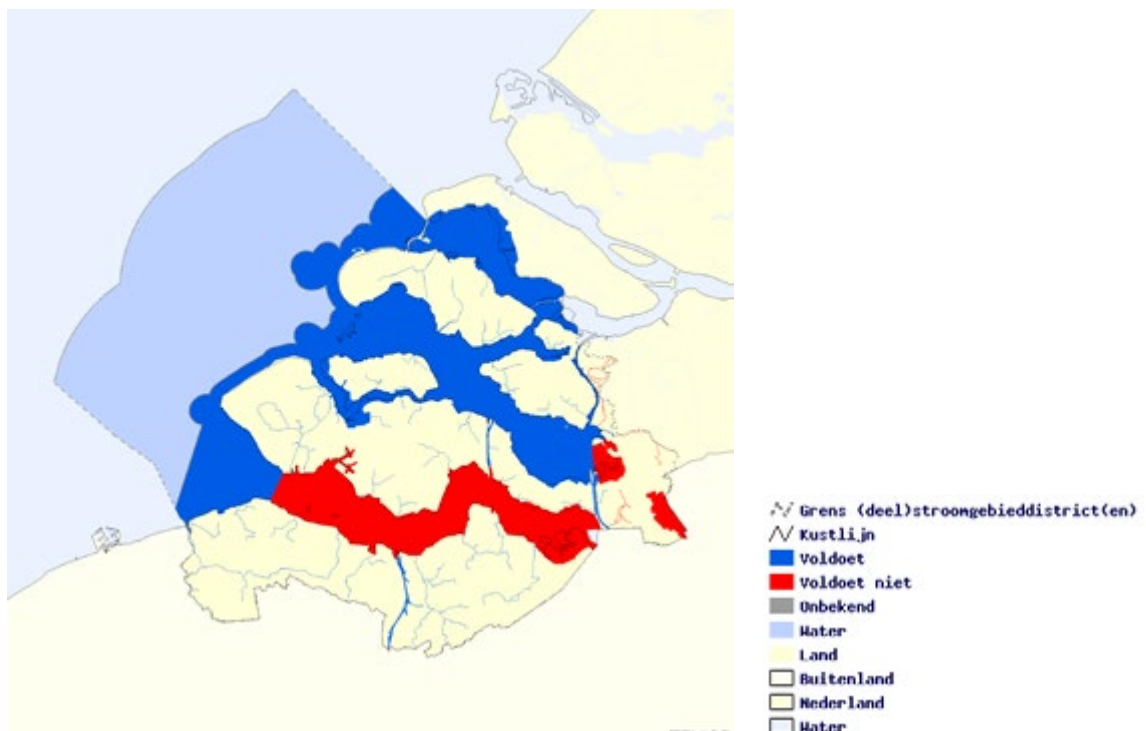 Grens (deel)stroomgebieddistrict(en)
Kustlijn
Voldoet
Voldoet niet
Onbekend
Water
Land
Buitenland
Nederland
Water